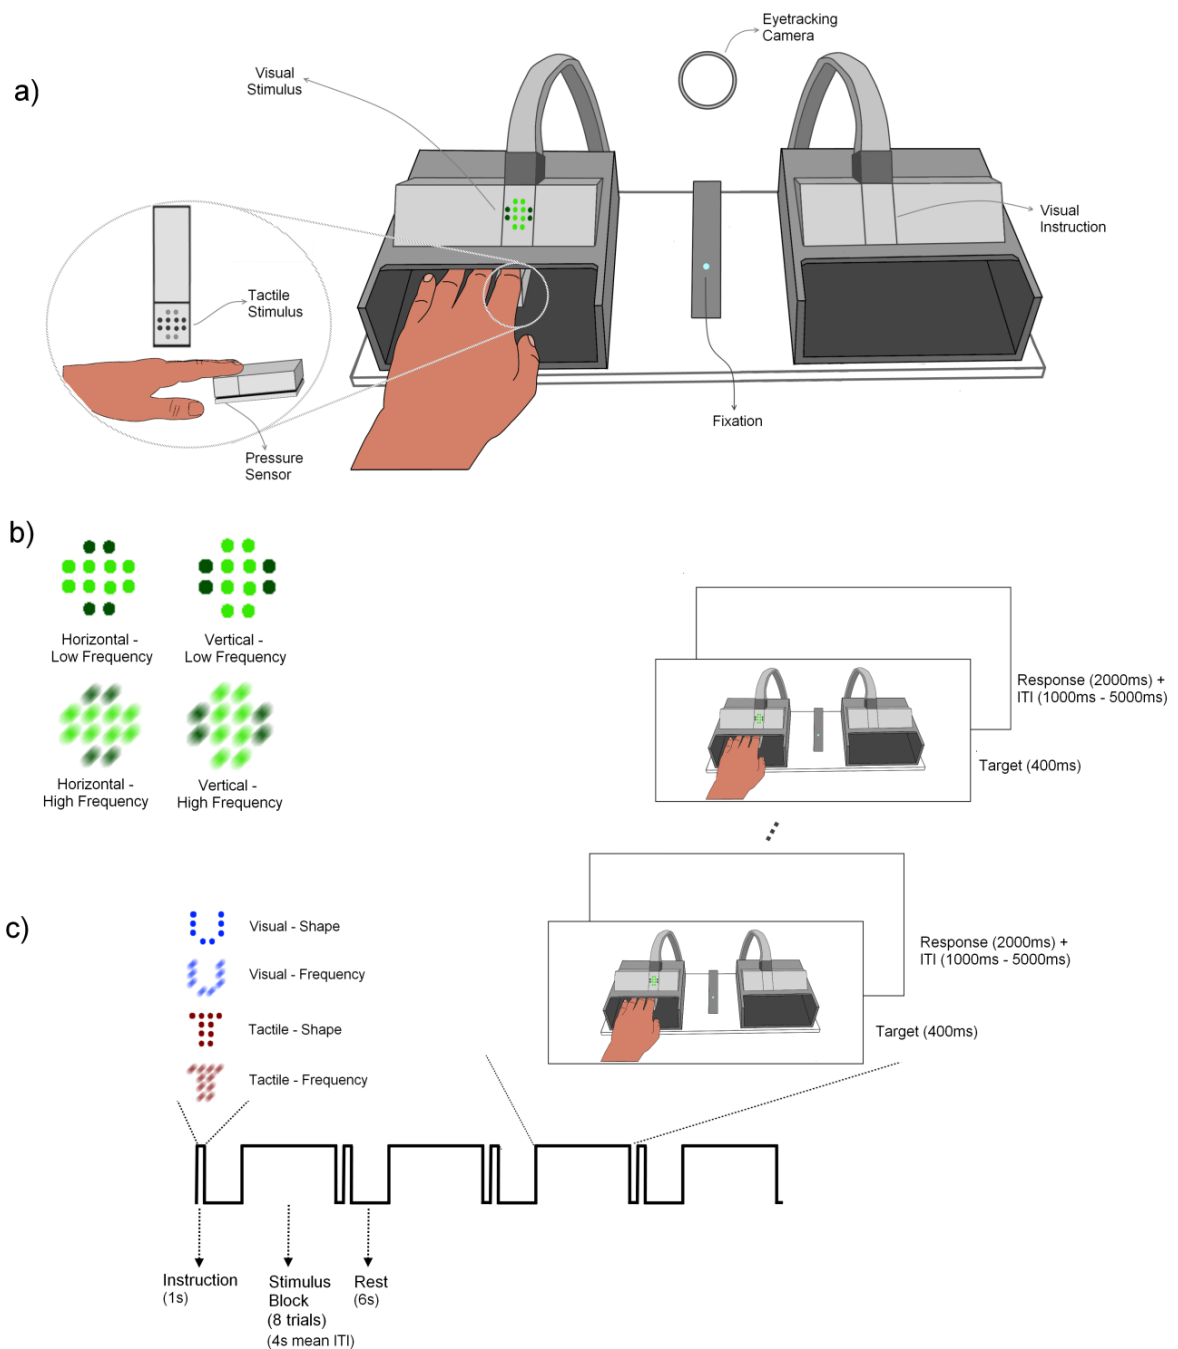 a)
Eyetracking
Camera
Visual
Stimulus
Visual
Instruction
Tactile
Stimulus
Fixation
Pressure
Sensor
b)
Horizontal -
Low Frequency
Vertical -
Low Frequency
Horizontal -
High Frequency
Vertical -
High Frequency
Response (2000ms) +
ITI (1000ms - 5000ms)
Target (400ms)
c)
Visual - Shape
Visual - Frequency
Tactile - Shape
Tactile - Frequency
Response (2000ms) +
ITI (1000ms - 5000ms)
Target (400ms)
Instruction
(1s)
Stimulus
Block
(8 trials)
(4s mean ITI)
Rest
(6s)